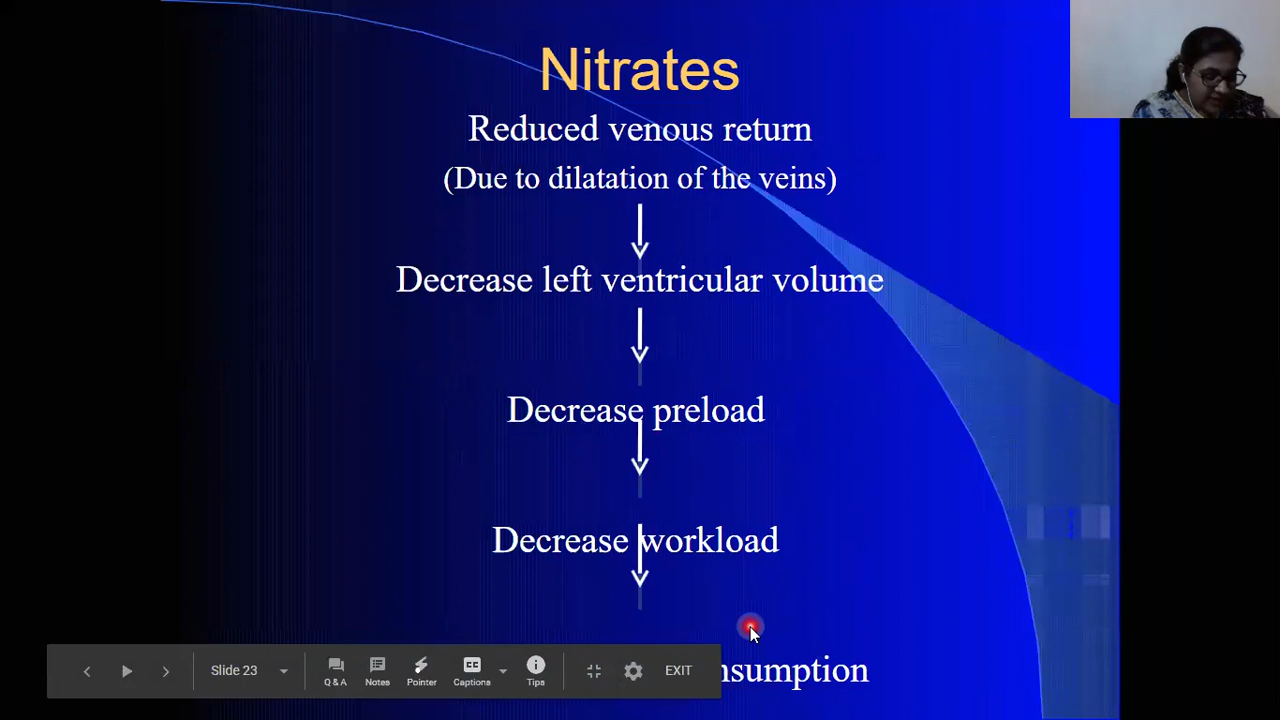 Nitrates
Reduced venous return
(Due to dilatation of the veins)
Decrease left ventricular volume
Decrease preload
Decrease workload
nsumption
Slide 23
Q & A
Notes
Pointer
CC
Captions
Tips
EXIT